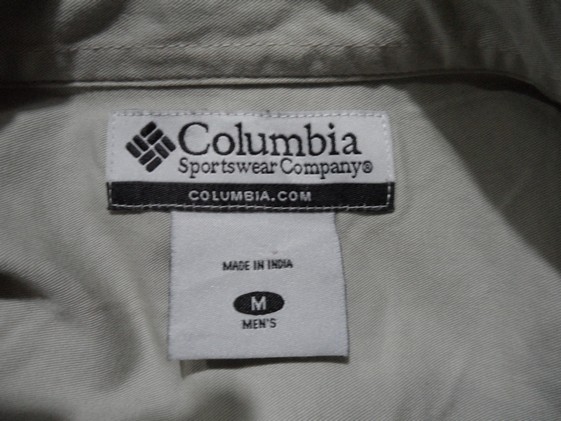 Columbia
Sportswear Company®
COLUMBIA.COM
MADE IN INDIA
M
MEN'S